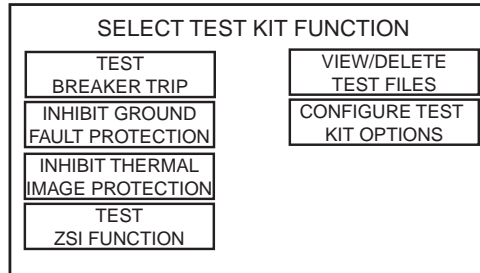 SELECT TEST KIT FUNCTION
TEST
BREAKER TRIP
INHIBIT GROUND
FAULT PROTECTION
INHIBIT THERMAL
IMAGE PROTECTION
TEST
ZSI FUNCTION
VIEW/DELETE
TEST FILES
CONFIGURE TEST
KIT OPTIONS